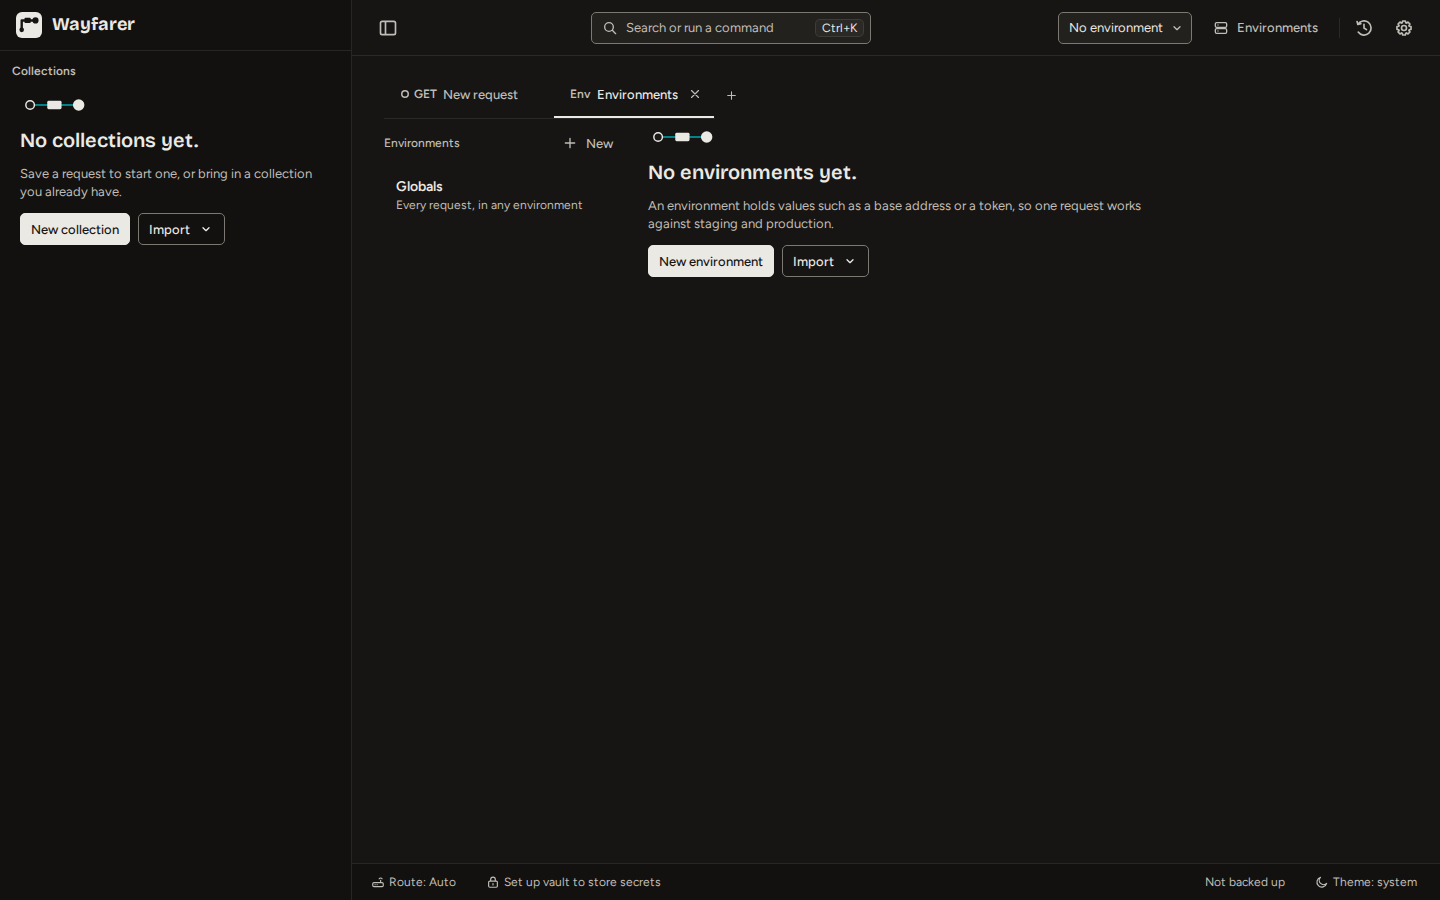 Wayfarer
Search or run a command
Ctrl+K
No environment
Environments
Collections
No collections yet.
Save a request to start one, or bring in a collection
you already have.
New collection
Import
GET New request
Env Environments
Environments
New
Globals
Every request, in any environment
No environments yet.
An environment holds values such as a base address or a token, so one request works
against staging and production.
New environment
Import
Route: Auto
Set up vault to store secrets
Not backed up
Theme: system